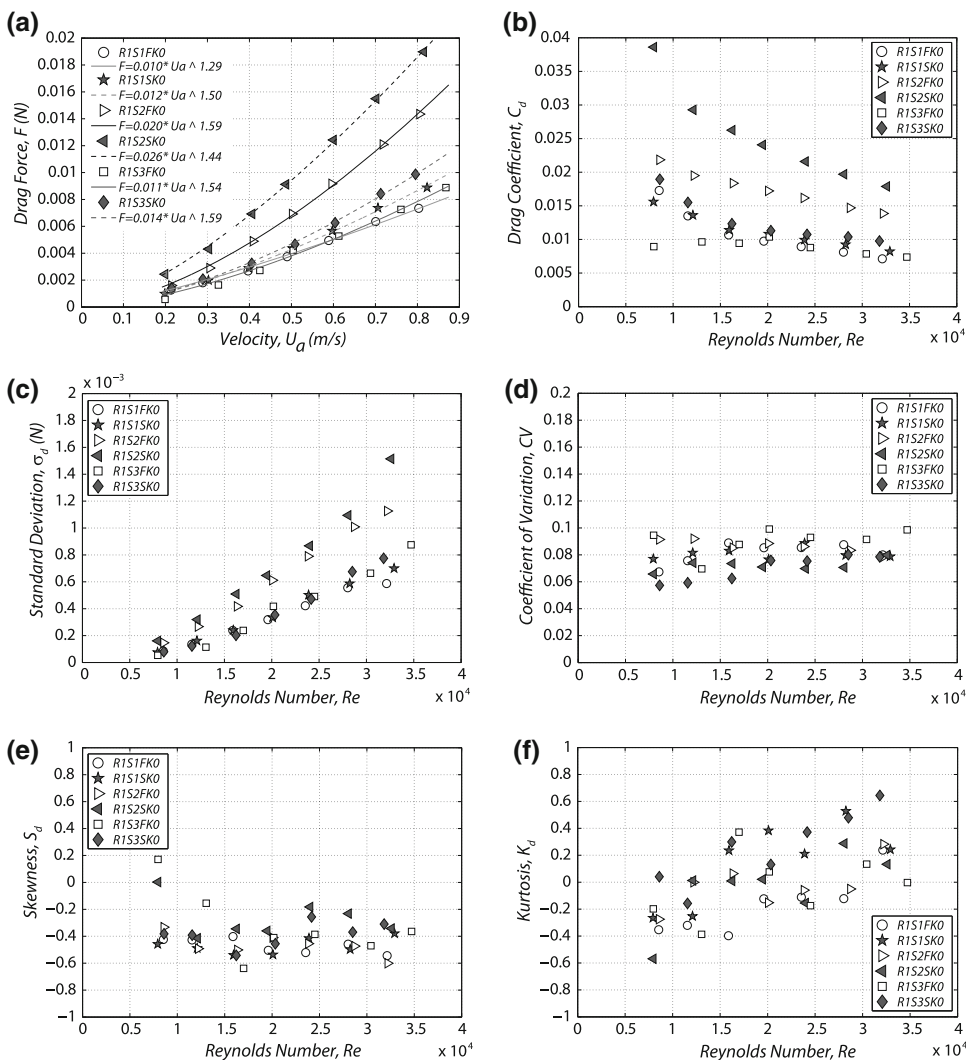 (a)
0.02
0.018
0.016
0.014
0.012
0.01
0.008
0.006
0.004
0.002
0
Drag Force, F (N)
R1S1FK0
F=0.010* Ua ^ 1.29
R1S1SK0
F=0.012* Ua ^ 1.50
R1S2FK0
F=0.020* Ua ^ 1.59
R1S2SK0
F=0.026* Ua ^ 1.44
R1S3FK0
F=0.011* Ua ^ 1.54
R1S3SK0
F=0.014* Ua ^ 1.59
0 0.1 0.2 0.3 0.4 0.5 0.6 0.7 0.8 0.9
Velocity, Ua (m/s)
(b)
0.04
0.035
0.03
0.025
0.02
0.015
0.01
0.005
0
Drag Coefficient, Cd
R1S1FK0
R1S1SK0
R1S2FK0
R1S2SK0
R1S3FK0
R1S3SK0
0 0.5 1 1.5 2 2.5 3 3.5 4
Reynolds Number, Re
× 10⁴
(c)
× 10⁻³
2
1.8
1.6
1.4
1.2
1
0.8
0.6
0.4
0.2
0
Standard Deviation, σd (N)
R1S1FK0
R1S1SK0
R1S2FK0
R1S2SK0
R1S3FK0
R1S3SK0
0 0.5 1 1.5 2 2.5 3 3.5 4
Reynolds Number, Re
× 10⁴
(d)
0.2
0.18
0.16
0.14
0.12
0.1
0.08
0.06
0.04
0.02
0
Coefficient of Variation, CV
R1S1FK0
R1S1SK0
R1S2FK0
R1S2SK0
R1S3FK0
R1S3SK0
0 0.5 1 1.5 2 2.5 3 3.5 4
Reynolds Number, Re
× 10⁴
(e)
1
0.8
0.6
0.4
0.2
0
−0.2
−0.4
−0.6
−0.8
−1
Skewness, Sd
R1S1FK0
R1S1SK0
R1S2FK0
R1S2SK0
R1S3FK0
R1S3SK0
0 0.5 1 1.5 2 2.5 3 3.5 4
Reynolds Number, Re
× 10⁴
(f)
1
0.8
0.6
0.4
0.2
0
−0.2
−0.4
−0.6
−0.8
−1
Kurtosis, Kd
R1S1FK0
R1S1SK0
R1S2FK0
R1S2SK0
R1S3FK0
R1S3SK0
0 0.5 1 1.5 2 2.5 3 3.5 4
Reynolds Number, Re
× 10⁴